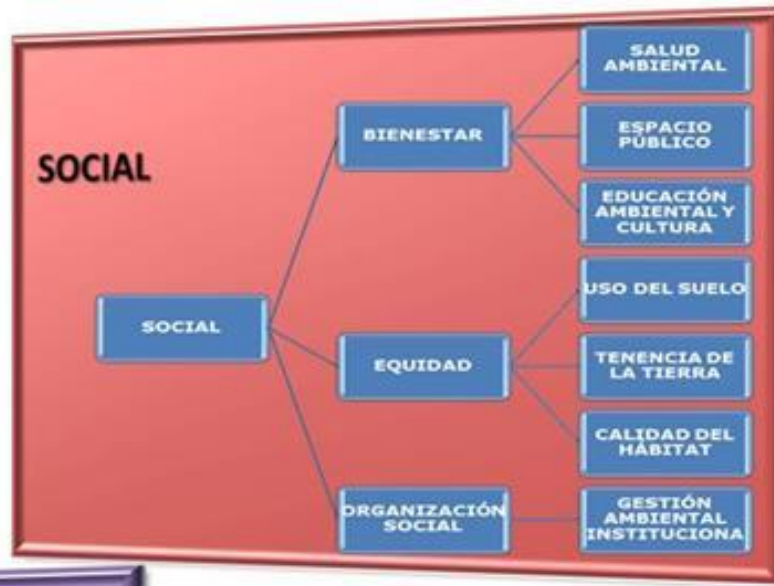 SOCIAL
SOCIAL
BIENESTAR
EQUIDAD
ORGANIZACIÓN
SOCIAL
SALUD
AMBIENTAL
ESPACIO
PÚBLICO
EDUCACIÓN
AMBIENTAL Y
CULTURA
USO DEL SUELO
TENENCIA DE
LA TIERRA
CALIDAD DEL
HÁBITAT
GESTIÓN
AMBIENTAL
INSTITUCIONA